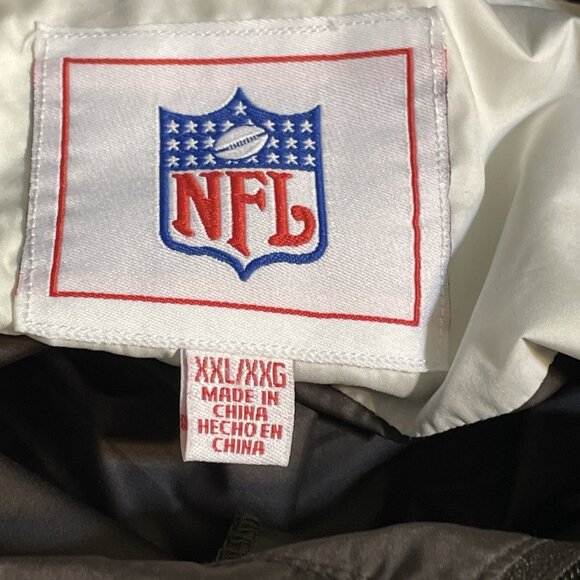 NFL
XXL/XXG
MADE IN
CHINA
HECHO EN
CHINA